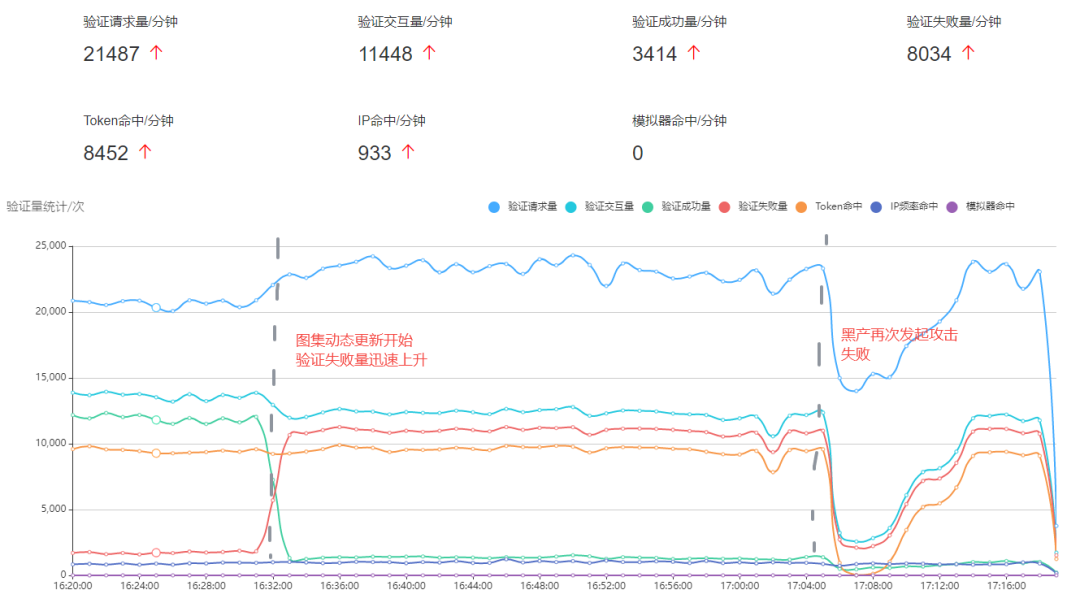 验证请求量/分钟
验证交互量/分钟
验证成功量/分钟
验证失败量/分钟
21487
11448
3414
8034
Token命中/分钟
IP命中/分钟
模拟器命中/分钟
8452
933
0
验证量统计/次
验证请求量
验证交互量
验证成功量
验证失败量
Token命中
IP频率命中
模拟器命中
25,000
20,000
15,000
10,000
5,000
0
图集动态更新开始
验证失败量迅速上升
黑产再次发起攻击
失败
16:20:00
16:24:00
16:28:00
16:32:00
16:36:00
16:40:00
16:44:00
16:48:00
16:52:00
16:56:00
17:00:00
17:04:00
17:08:00
17:12:00
17:16:00